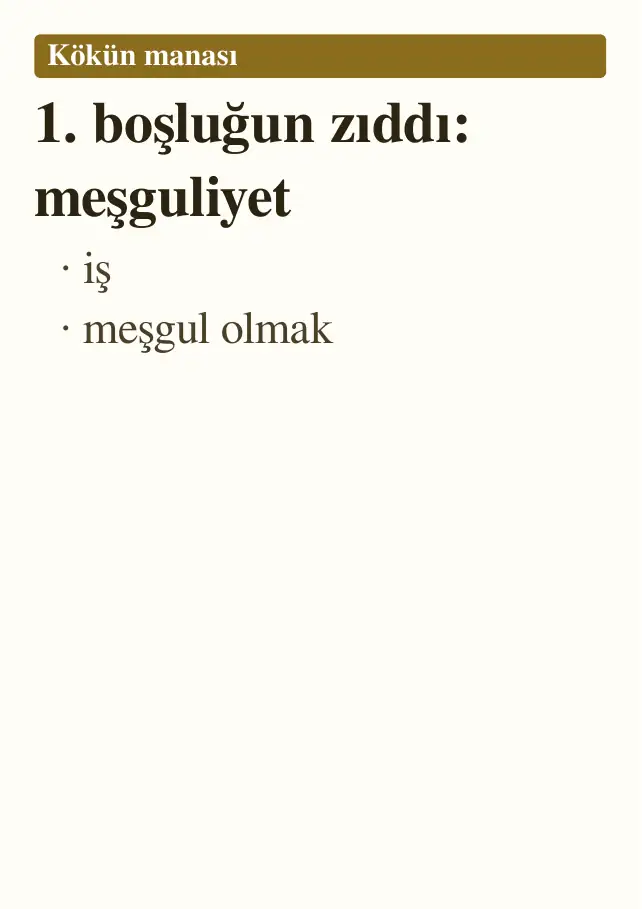 Kökün manası
1. boşluğun zıddı:
meşguliyet
· iş
· meşgul olmak